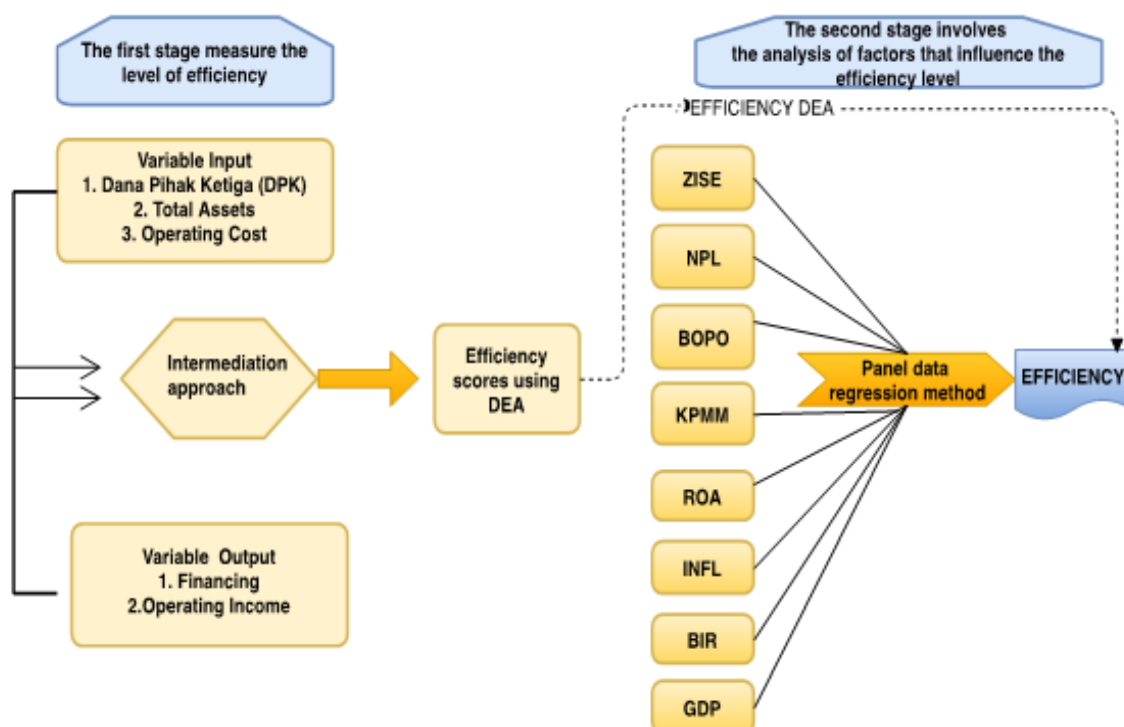 The first stage measure the
level of efficiency
Variable Input
1. Dana Pihak Ketiga (DPK)
2. Total Assets
3. Operating Cost
Intermediation
approach
Efficiency
scores using
DEA
Variable Output
1. Financing
2.Operating Income
The second stage involves
the analysis of factors that influence the
efficiency level
EFFICIENCY DEA
ZISE
NPL
BOPO
KPMM
ROA
INFL
BIR
GDP
Panel data
regression method
EFFICIENCY